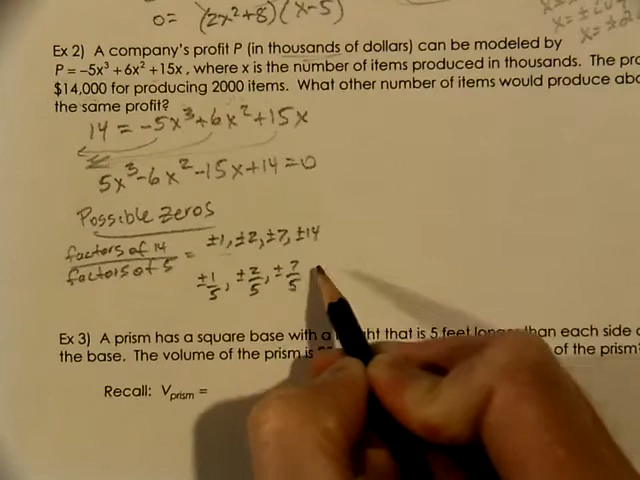 0 = (2x²+8)(x-5)
Ex 2) A company's profit P (in thousands of dollars) can be modeled by
P = -5x³ + 6x² + 15x, where x is the number of items produced in thousands. The
$14,000 for producing 2000 items. What other number of items would produce
the same profit?
14 = -5x³+6x²+15x
5x³-6x²-15x+14=0
Possible Zeros
factors of 14
factors of 5
= ±1, ±2, ±7, ±14
±1/5, ±2/5, ±7/5
Ex 3) A prism has a square base with a that is 5 feet than each side
the base. The volume of the prism is of the prism?
Recall: Vprism =